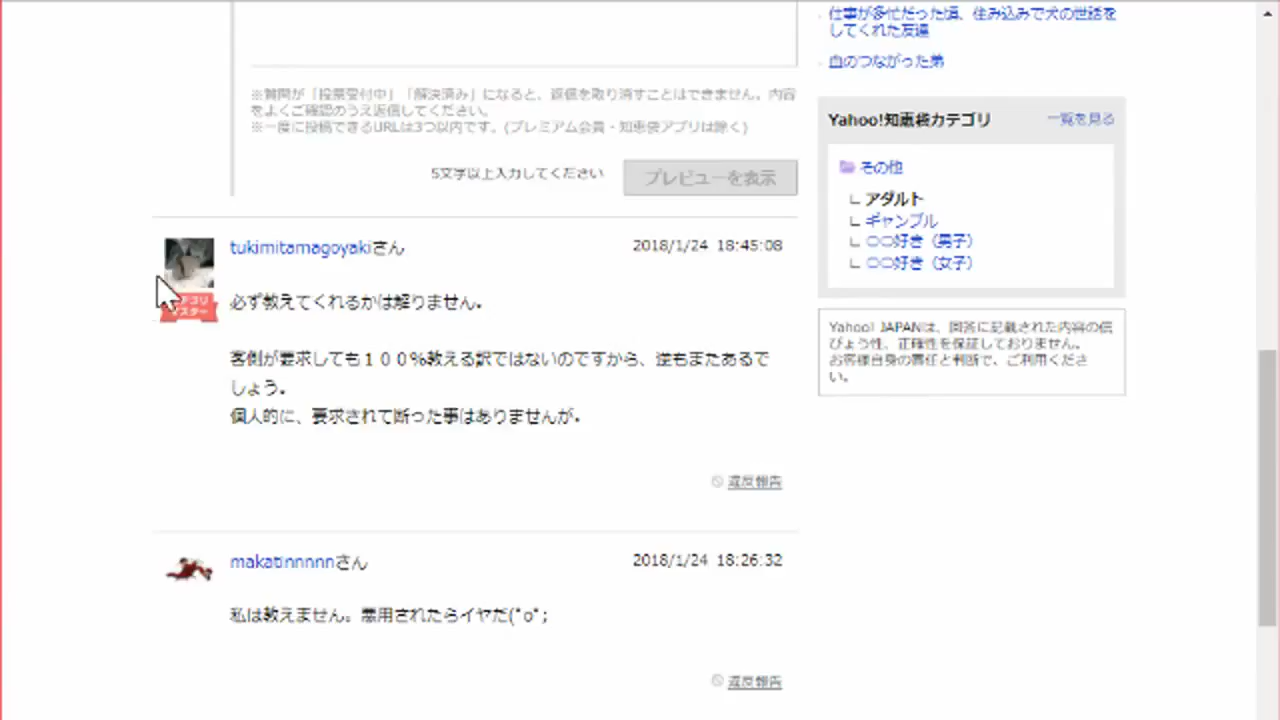 ※質問が「投票受付中」「解決済み」になると、返信を取り消すことはできません。内容
をよくご確認のうえ返信してください。
※一度に投稿できるURLは3つ以内です。(プレミアム会員・知恵袋アプリは除く)
5文字以上入力してください
プレビューを表示
tukimitamagoyakiさん
2018/1/24 18:45:08
カテゴリ
マスター
必ず教えてくれるかは解りません。
客側が要求しても１００％教える訳ではないのですから、逆もまたあるで
しょう。
個人的に、要求されて断った事はありませんが。
違反報告
makatinnnnnさん
2018/1/24 18:26:32
私は教えません。悪用されたらイヤだ(*o*;
違反報告
仕事が多忙だった頃、住み込みで犬の世話を
してくれた友達
血のつながった弟
Yahoo!知恵袋カテゴリ
一覧を見る
その他
アダルト
ギャンブル
○○好き（男子）
○○好き（女子）
Yahoo! JAPANは、回答に記載された内容の信
ぴょう性、正確性を保証しておりません。
お客様自身の責任と判断で、ご利用くださ
い。